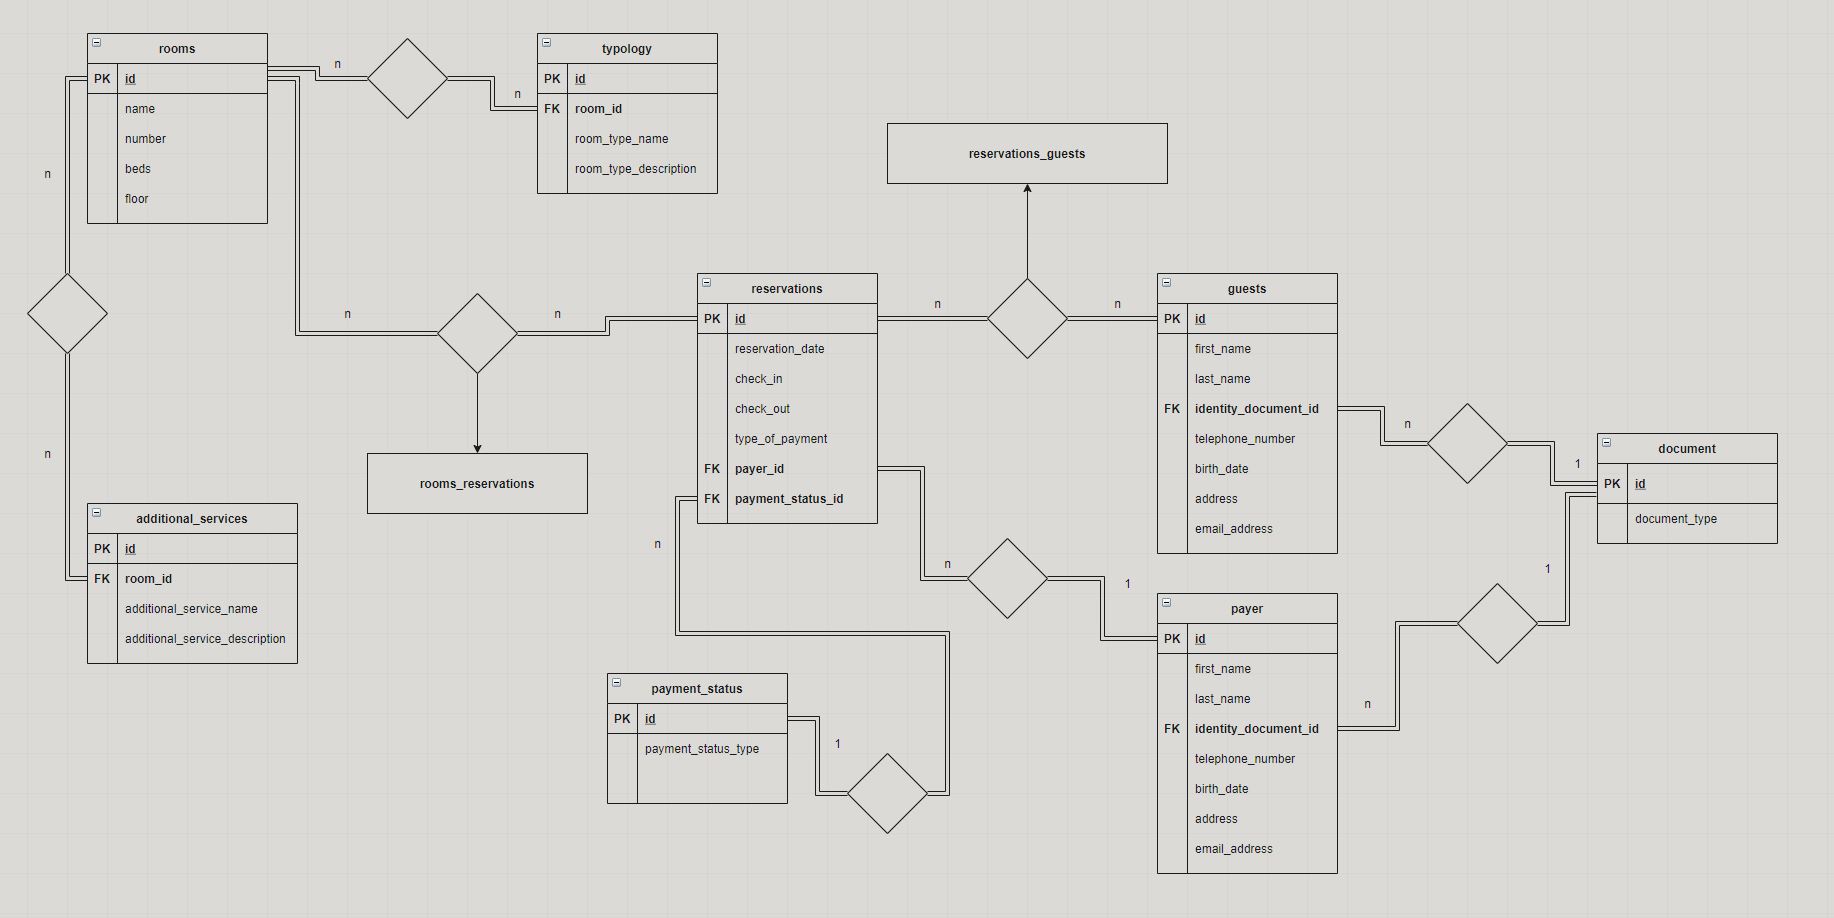 rooms
PK id
name
number
beds
floor
n
n
typology
PK id
FK room_id
room_type_name
room_type_description
reservations_guests
n
n
n
n
n
n
reservations
PK id
reservation_date
check_in
check_out
type_of_payment
FK payer_id
FK payment_status_id
guests
PK id
first_name
last_name
FK identity_document_id
telephone_number
birth_date
address
email_address
n
1
document
PK id
document_type
rooms_reservations
n
additional_services
PK id
FK room_id
additional_service_name
additional_service_description
n
n
1
1
payer
PK id
first_name
last_name
FK identity_document_id
telephone_number
birth_date
address
email_address
n
payment_status
PK id
payment_status_type
1